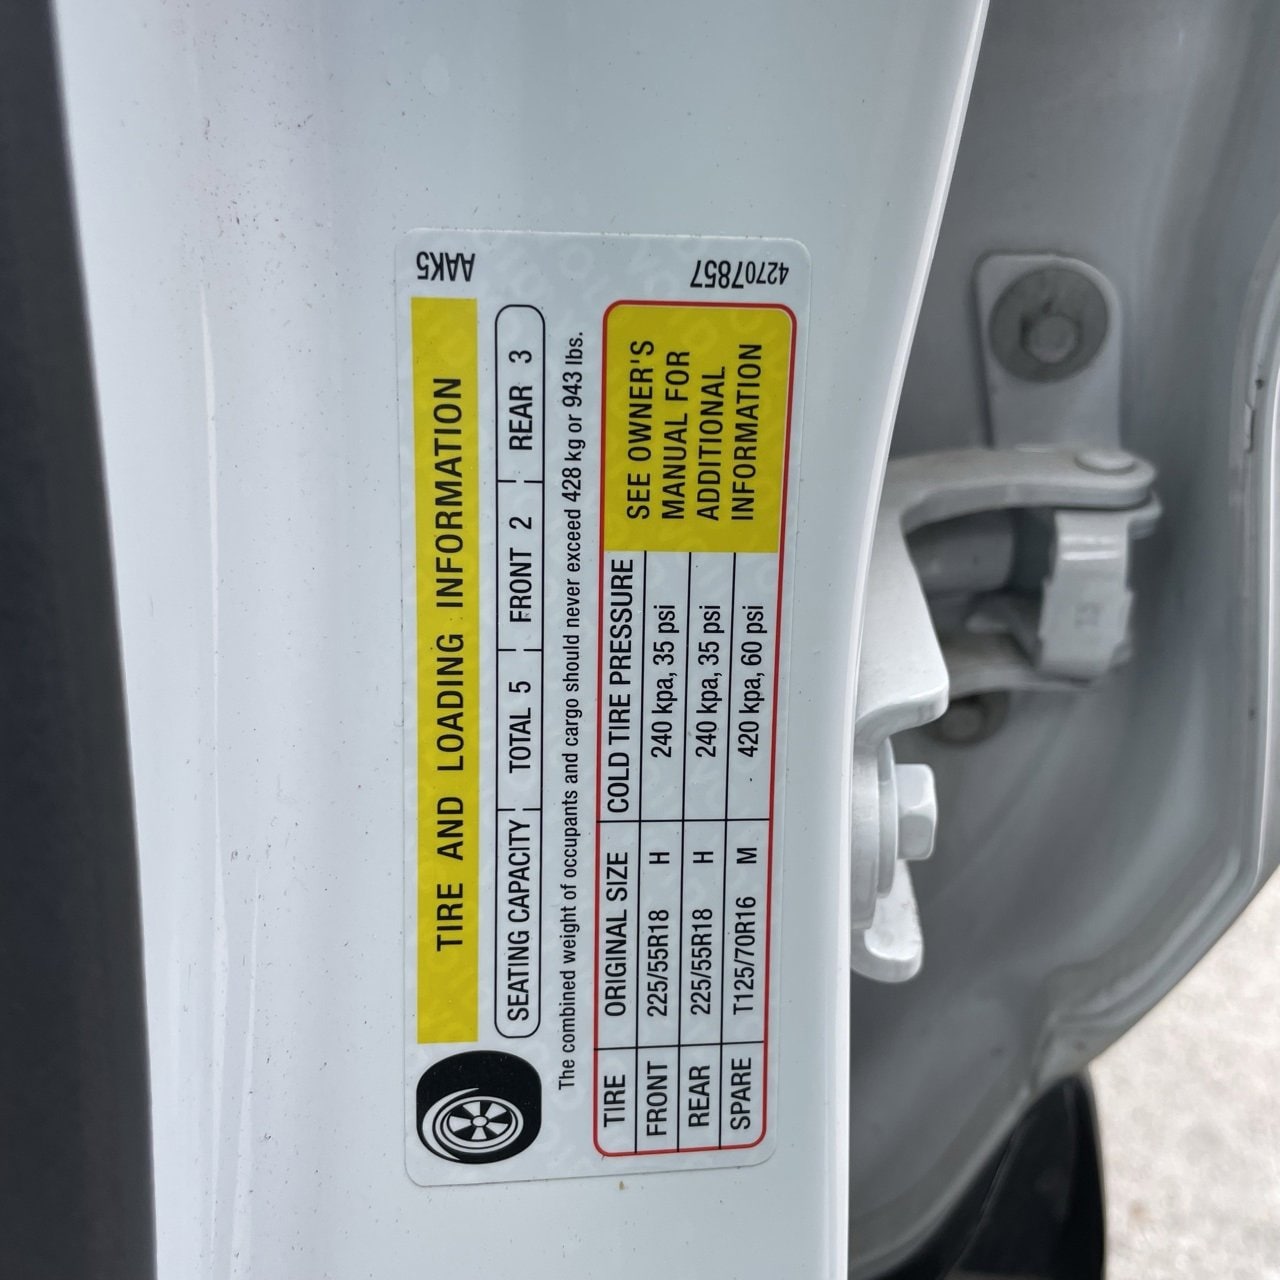 TIRE AND LOADING INFORMATION
SEATING CAPACITY TOTAL 5 FRONT 2 REAR 3
The combined weight of occupants and cargo should never exceed 428 kg or 943 lbs.
TIRE ORIGINAL SIZE COLD TIRE PRESSURE
FRONT 225/55R18 H 240 kpa, 35 psi
REAR 225/55R18 H 240 kpa, 35 psi
SPARE T125/70R16 M 420 kpa, 60 psi
SEE OWNER'S
MANUAL FOR
ADDITIONAL
INFORMATION
AAK5
42707857